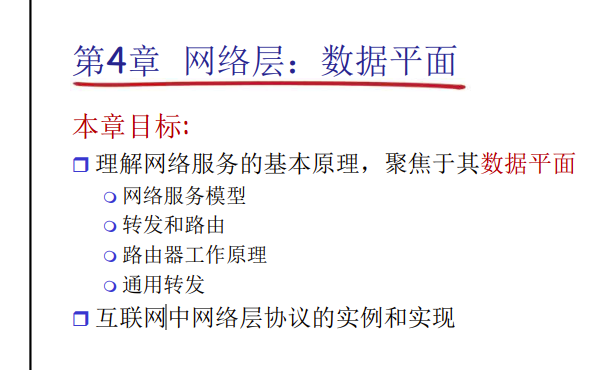 第4章 网络层：数据平面
本章目标:
理解网络服务的基本原理，聚焦于其数据平面
网络服务模型
转发和路由
路由器工作原理
通用转发
互联网中网络层协议的实例和实现